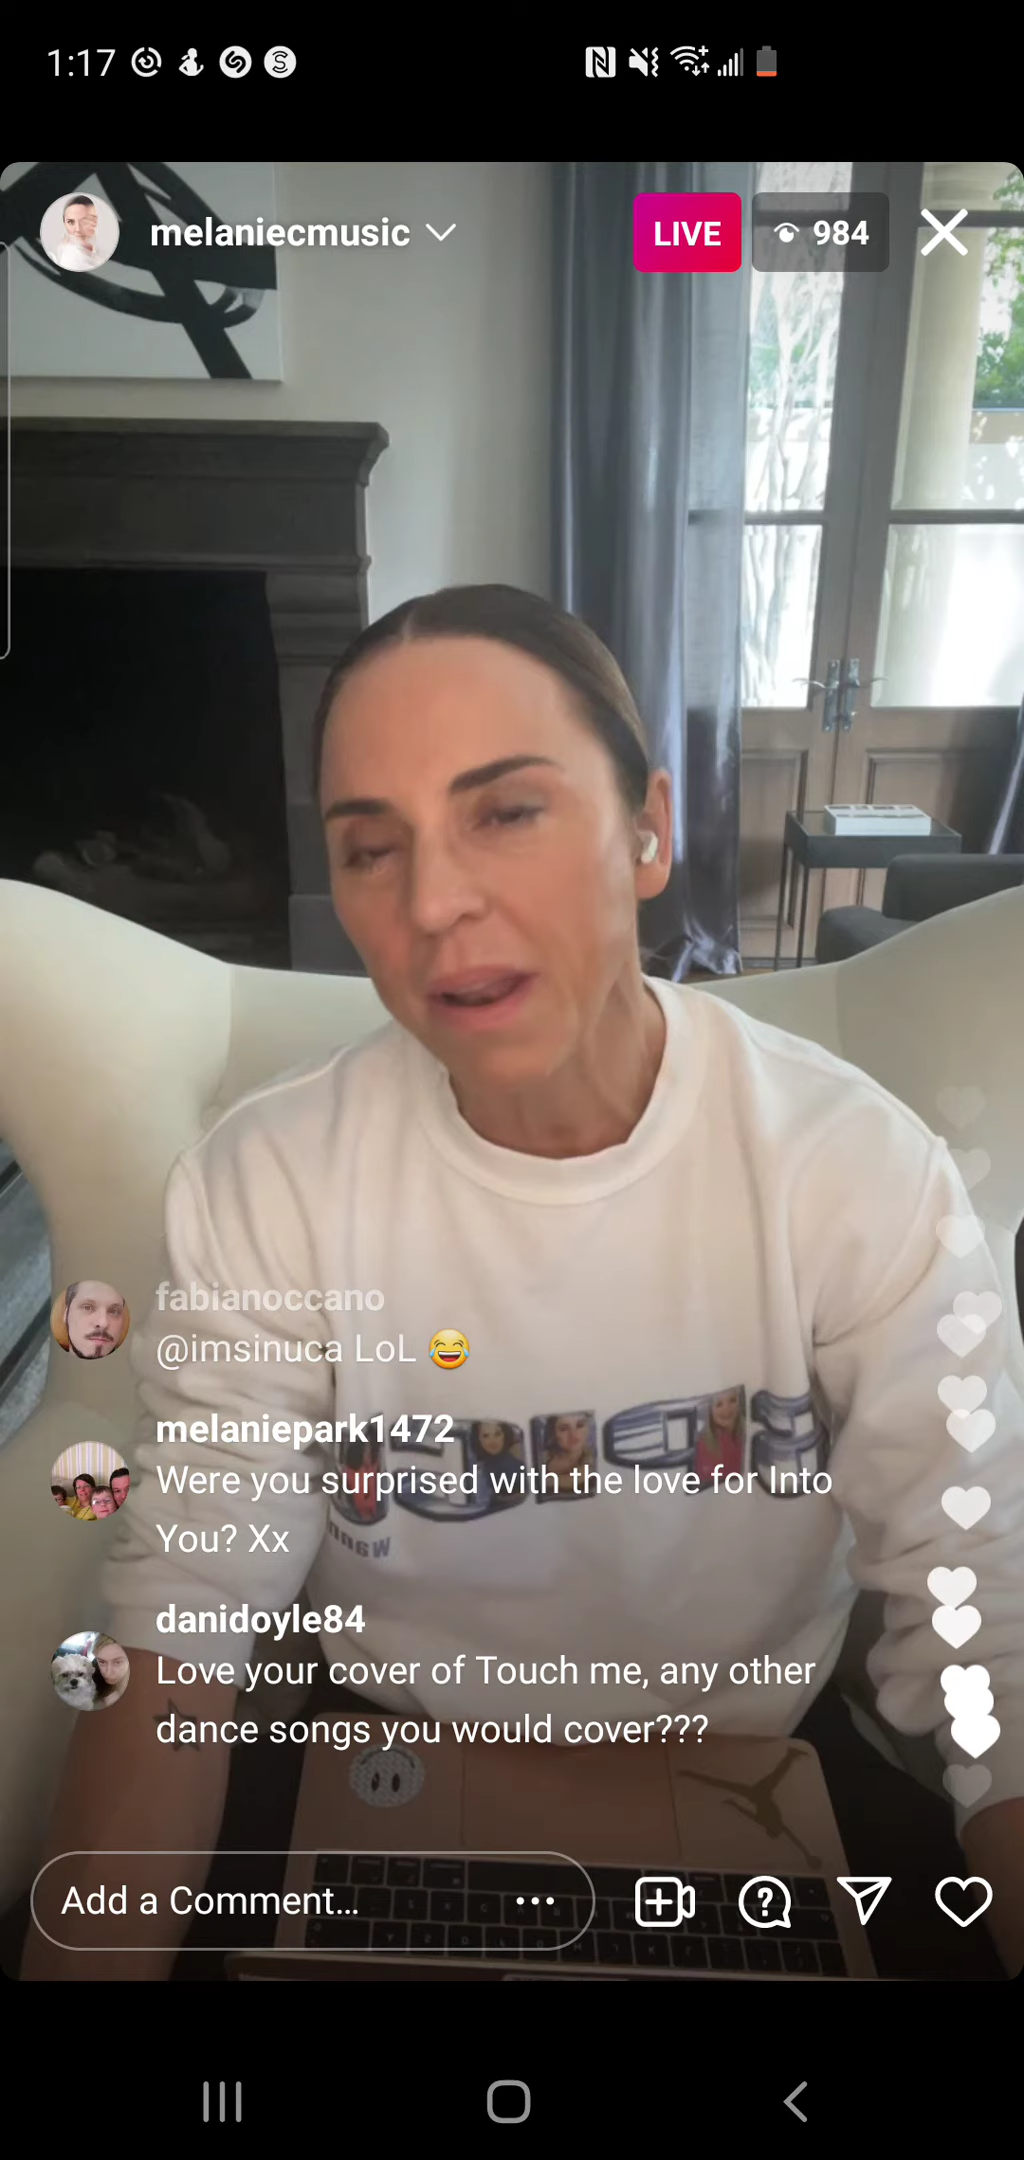 1:17
melaniecmusic
LIVE
984
fabianoccano
@imsinuca LoL 😂
melaniepark1472
Were you surprised with the love for Into
You? Xx
danidoyle84
Love your cover of Touch me, any other
dance songs you would cover???
Add a Comment...